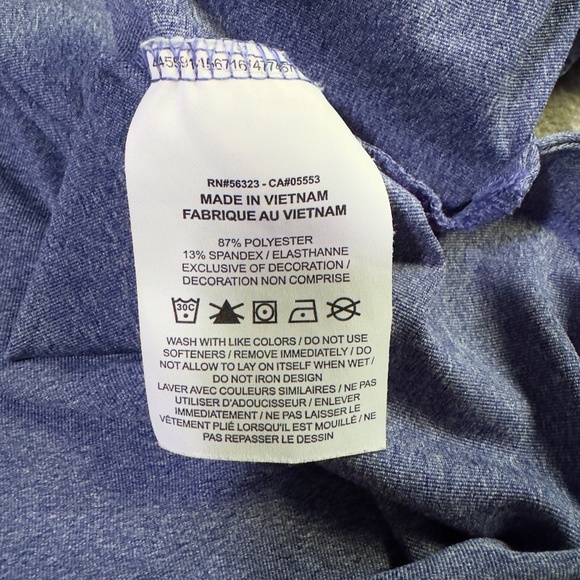 RN#56323 - CA#05553
MADE IN VIETNAM
FABRIQUE AU VIETNAM
87% POLYESTER
13% SPANDEX / ELASTHANNE
EXCLUSIVE OF DECORATION /
DECORATION NON COMPRISE
30C
WASH WITH LIKE COLORS / DO NOT USE
SOFTENERS / REMOVE IMMEDIATELY / DO
NOT ALLOW TO LAY ON ITSELF WHEN WET /
DO NOT IRON DESIGN
LAVER AVEC COULEURS SIMILAIRES / NE PAS
UTILISER D'ADOUCISSEUR / ENLEVER
IMMÉDIATEMENT / NE PAS LAISSER LE
VÊTEMENT PLIÉ LORSQU'IL EST MOUILLÉ / NE
PAS REPASSER LE DESSIN